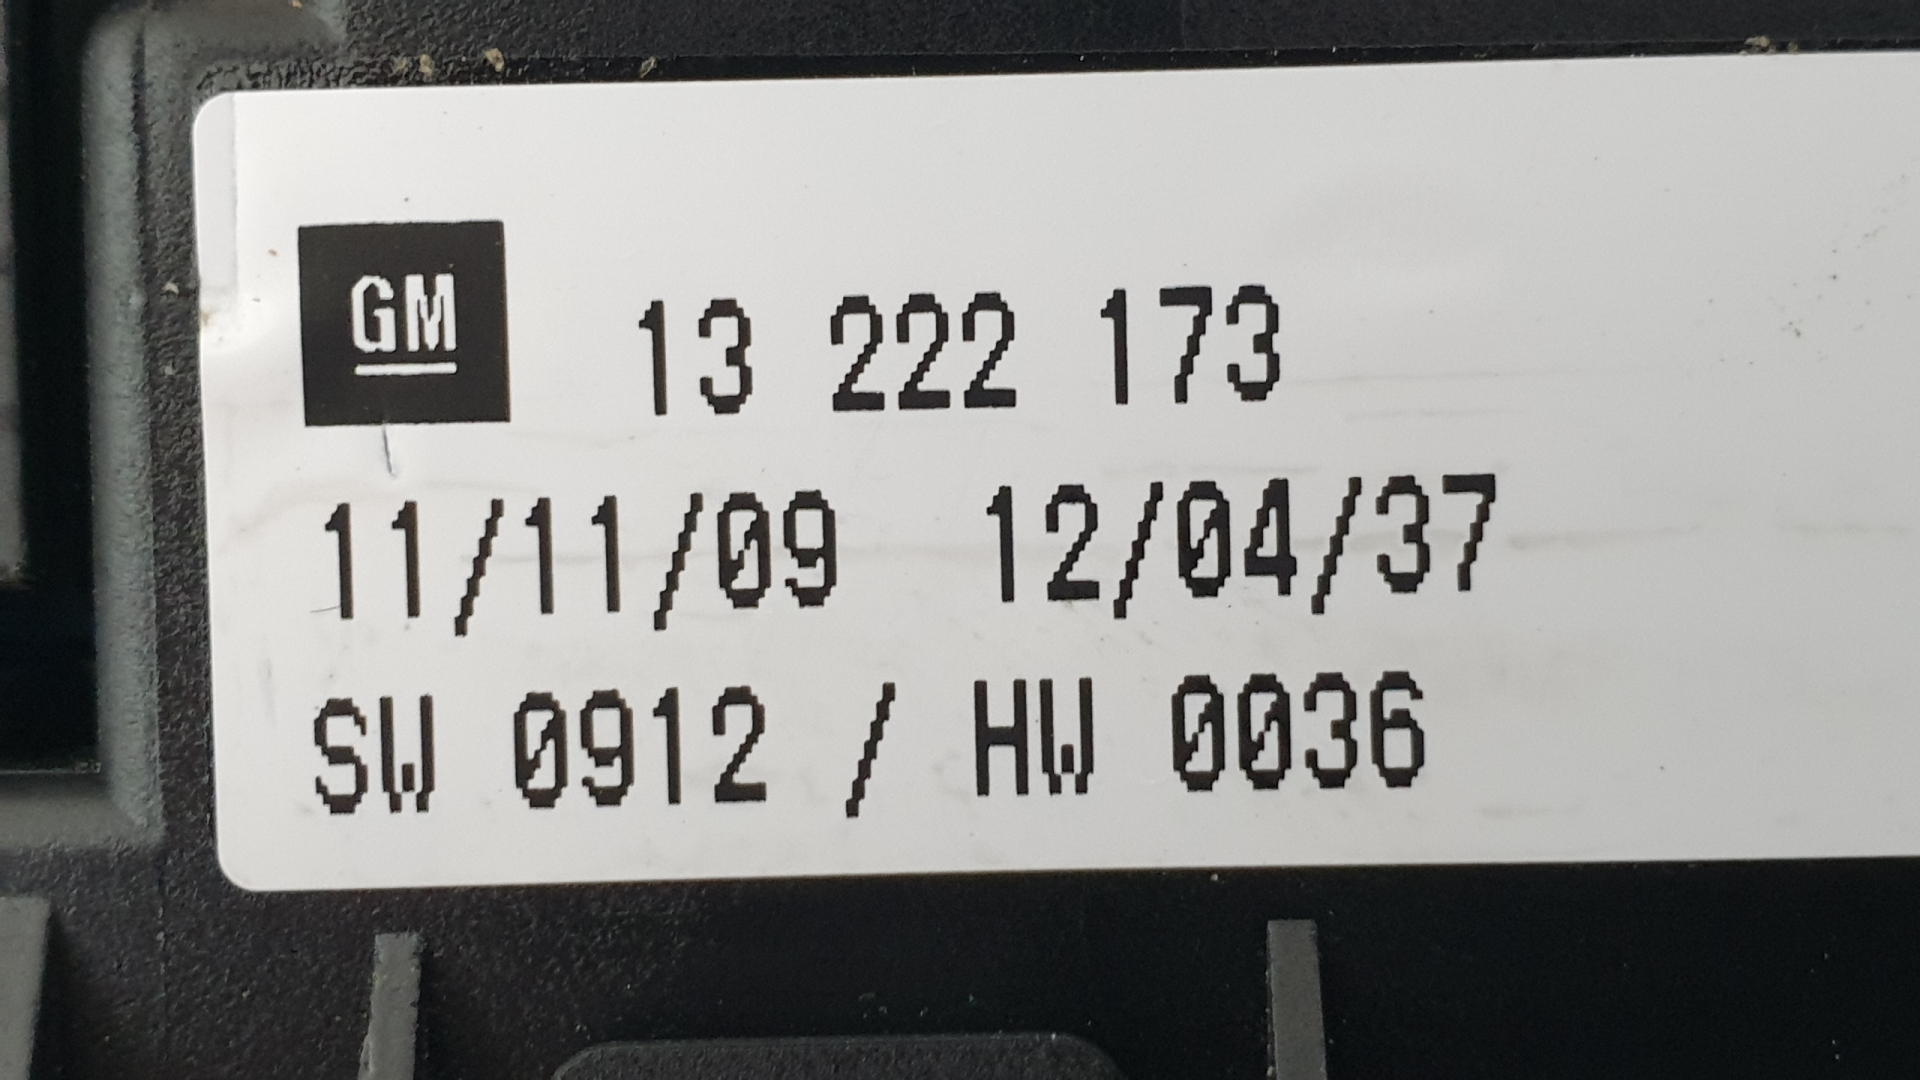 GM 13 222 173
11/11/09 12/04/37
SW 0912 / HW 0036